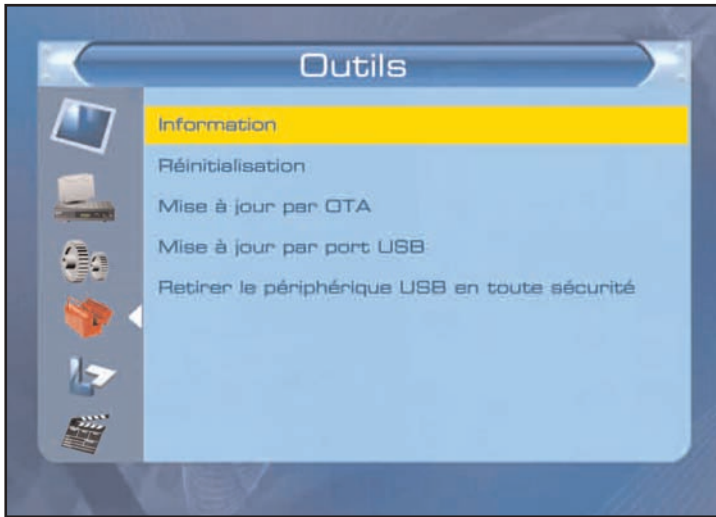 Outils
Information
Réinitialisation
Mise à jour par OTA
Mise à jour par port USB
Retirer le périphérique USB en toute sécurité